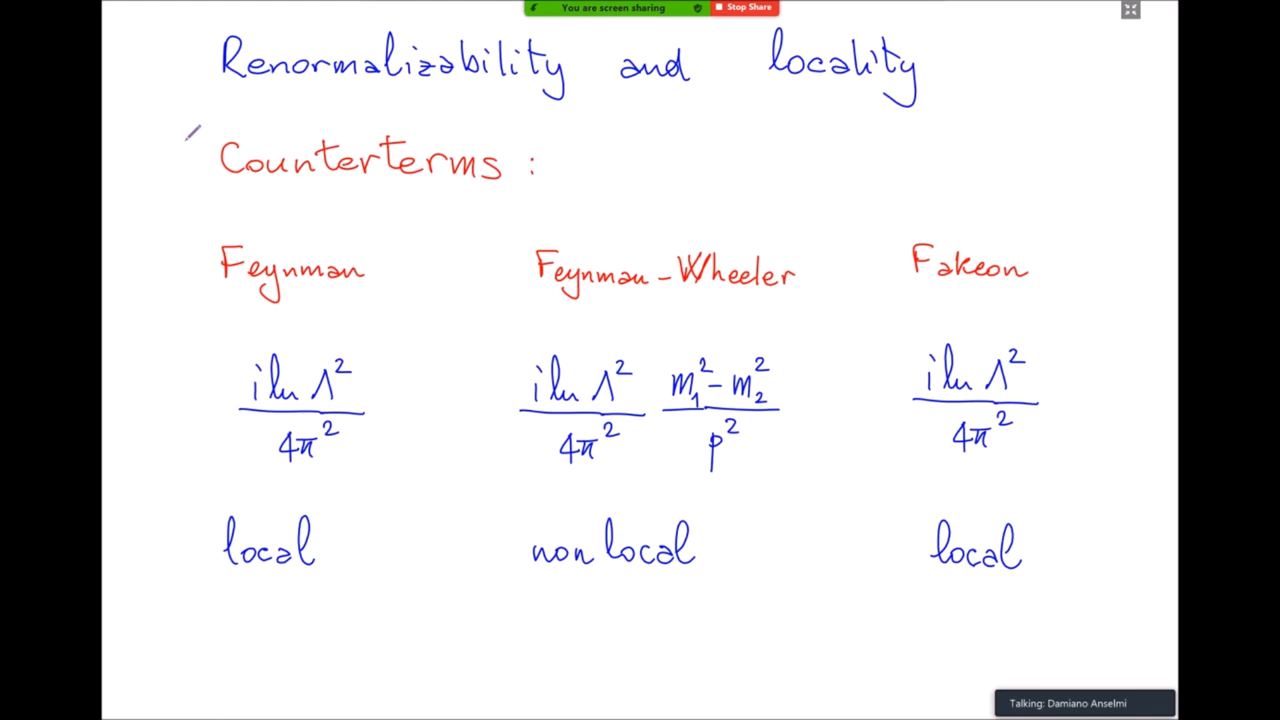 You are screen sharing Stop Share
Renormalizability and locality
Counterterms :
Feynman Feynman-Wheeler Fakeon
i ln Λ² / 4π² i ln Λ² / 4π² m₁² - m₂² / p² i ln Λ² / 4π²
local non local local
Talking: Damiano Anselmi